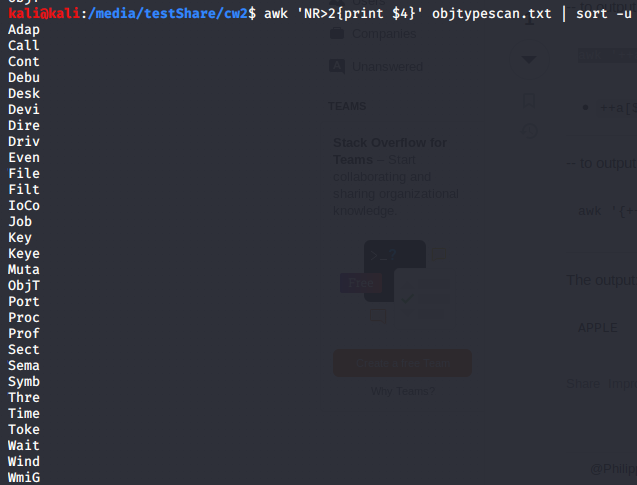 kali@kali:/media/testShare/cw2$ awk 'NR>2{print $4}' objtypescan.txt | sort -u
Adap
Call
Cont
Debu
Desk
Devi
Dire
Driv
Even
File
Filt
IoCo
Job
Key
Keye
Muta
ObjT
Port
Proc
Prof
Sect
Sema
Symb
Thre
Time
Toke
Wait
Wind
WmiG
Companies
Unanswered
TEAMS
Stack Overflow for
Teams – Start
collaborating and
sharing organizational
knowledge.
Free
Why Teams?
-- to output
-- to output
awk
The output
APPLE
Share
@Philip